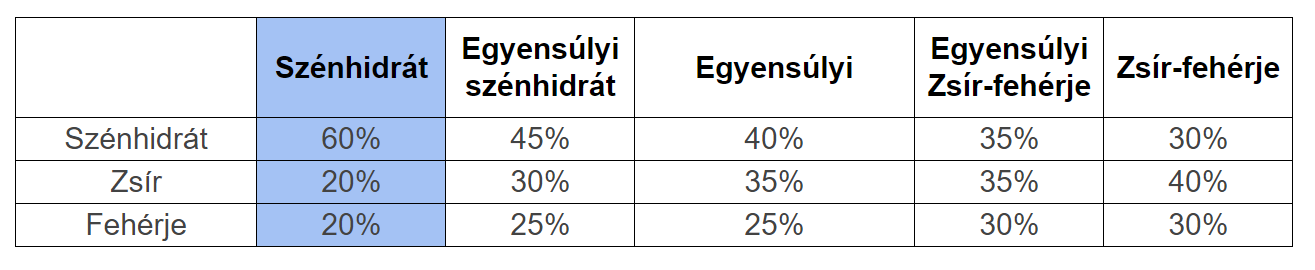 Szénhidrát Egyensúlyi szénhidrát Egyensúlyi Egyensúlyi Zsír-fehérje Zsír-fehérje
Szénhidrát 60% 45% 40% 35% 30%
Zsír 20% 30% 35% 35% 40%
Fehérje 20% 25% 25% 30% 30%